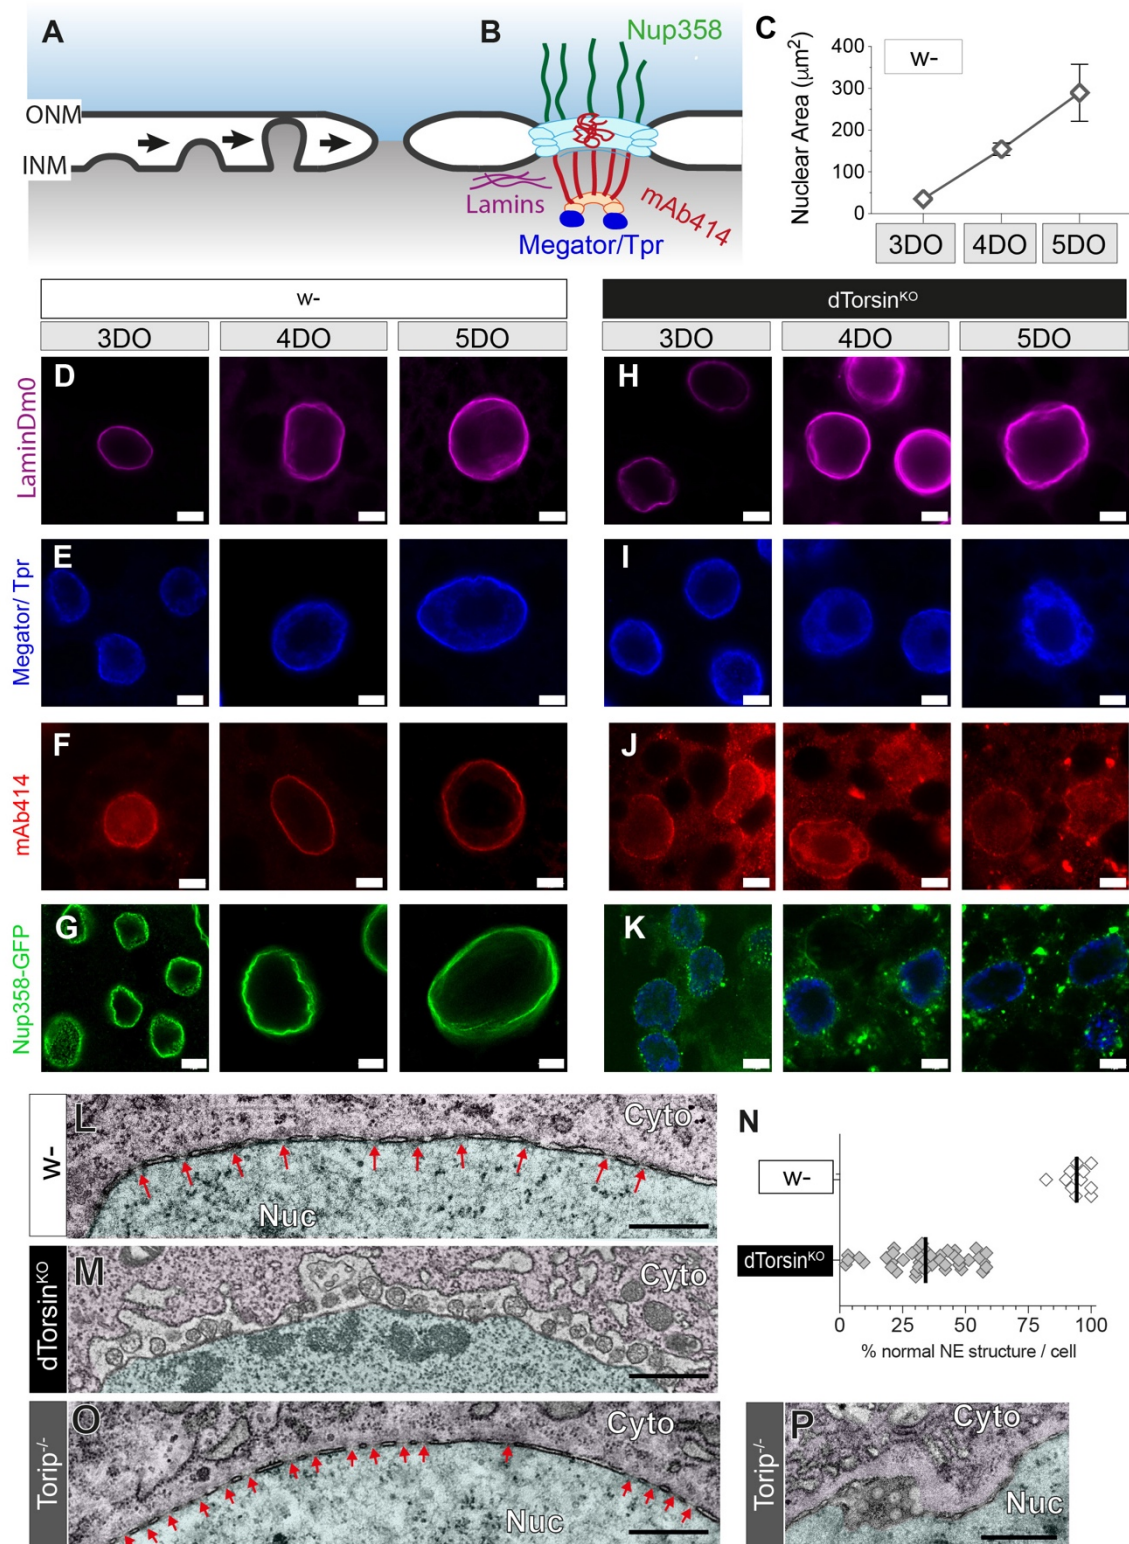 A
B
Nup358
ONM
INM
Lamins
mAb414
Megator/Tpr
C
w-
Nuclear Area (μm²)
400
300
200
100
0
3DO
4DO
5DO
w-
dTorsinᴷᴼ
3DO
4DO
5DO
3DO
4DO
5DO
LaminDm0
D
H
Megator/ Tpr
E
I
mAb414
F
J
Nup358-GFP
G
K
w-
L
Cyto
Nuc
dTorsinᴷᴼ
M
Cyto
N
w-
dTorsinᴷᴼ
0
25
50
75
100
% normal NE structure / cell
Torip⁻/⁻
O
Cyto
Nuc
Torip⁻/⁻
P
Cyto
Nuc